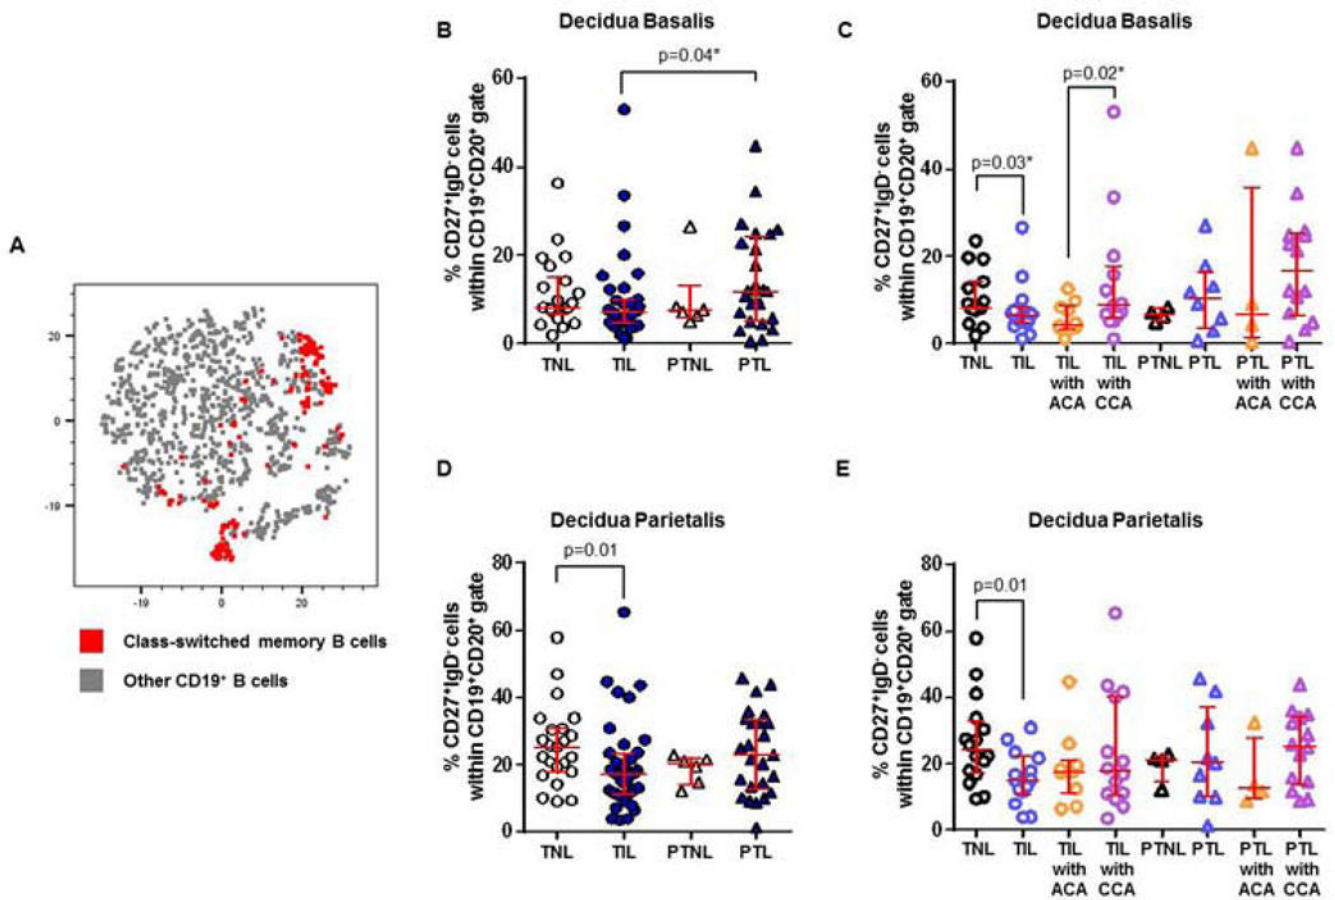 A
20
0
-19
-19
0
20
Class-switched memory B cells
Other CD19⁺ B cells
B
Decidua Basalis
% CD27⁺IgD⁻ cells
within CD19⁺CD20⁺ gate
60
40
20
0
p=0.04*
TNL TIL PTNL PTL
C
Decidua Basalis
% CD27⁺IgD⁻ cells
within CD19⁺CD20⁺ gate
60
40
20
0
p=0.03*
p=0.02*
TNL TIL TIL TIL PTNL PTL PTL PTL
with with with with
ACA CCA ACA CCA
D
Decidua Parietalis
% CD27⁺IgD⁻ cells
within CD19⁺CD20⁺ gate
80
60
40
20
0
p=0.01
TNL TIL PTNL PTL
E
Decidua Parietalis
% CD27⁺IgD⁻ cells
within CD19⁺CD20⁺ gate
80
60
40
20
0
p=0.01
TNL TIL TIL TIL PTNL PTL PTL PTL
with with with with
ACA CCA ACA CCA